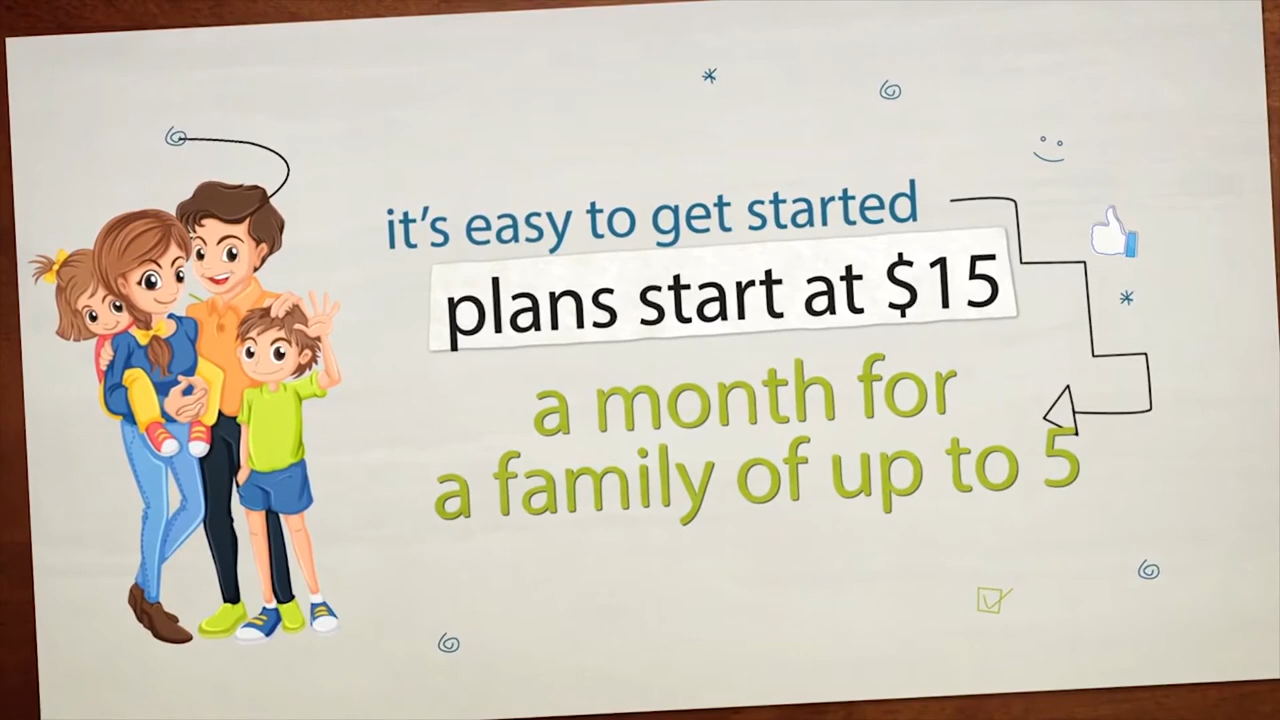 it's easy to get started
plans start at $15
a month for
a family of up to 5